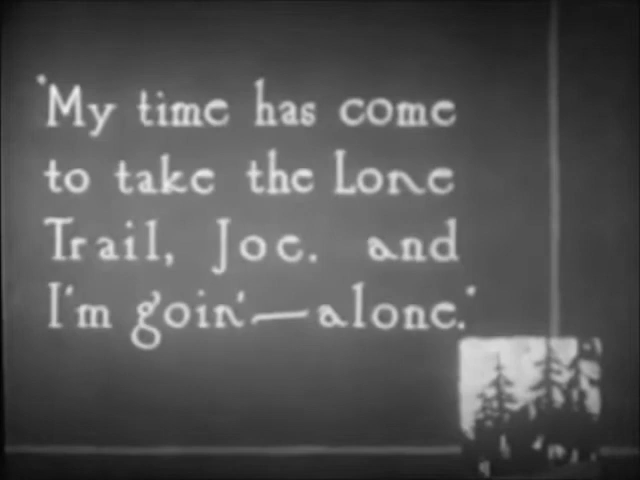 "My time has come
to take the Lone
Trail, Joe. and
I'm goin'—alone."